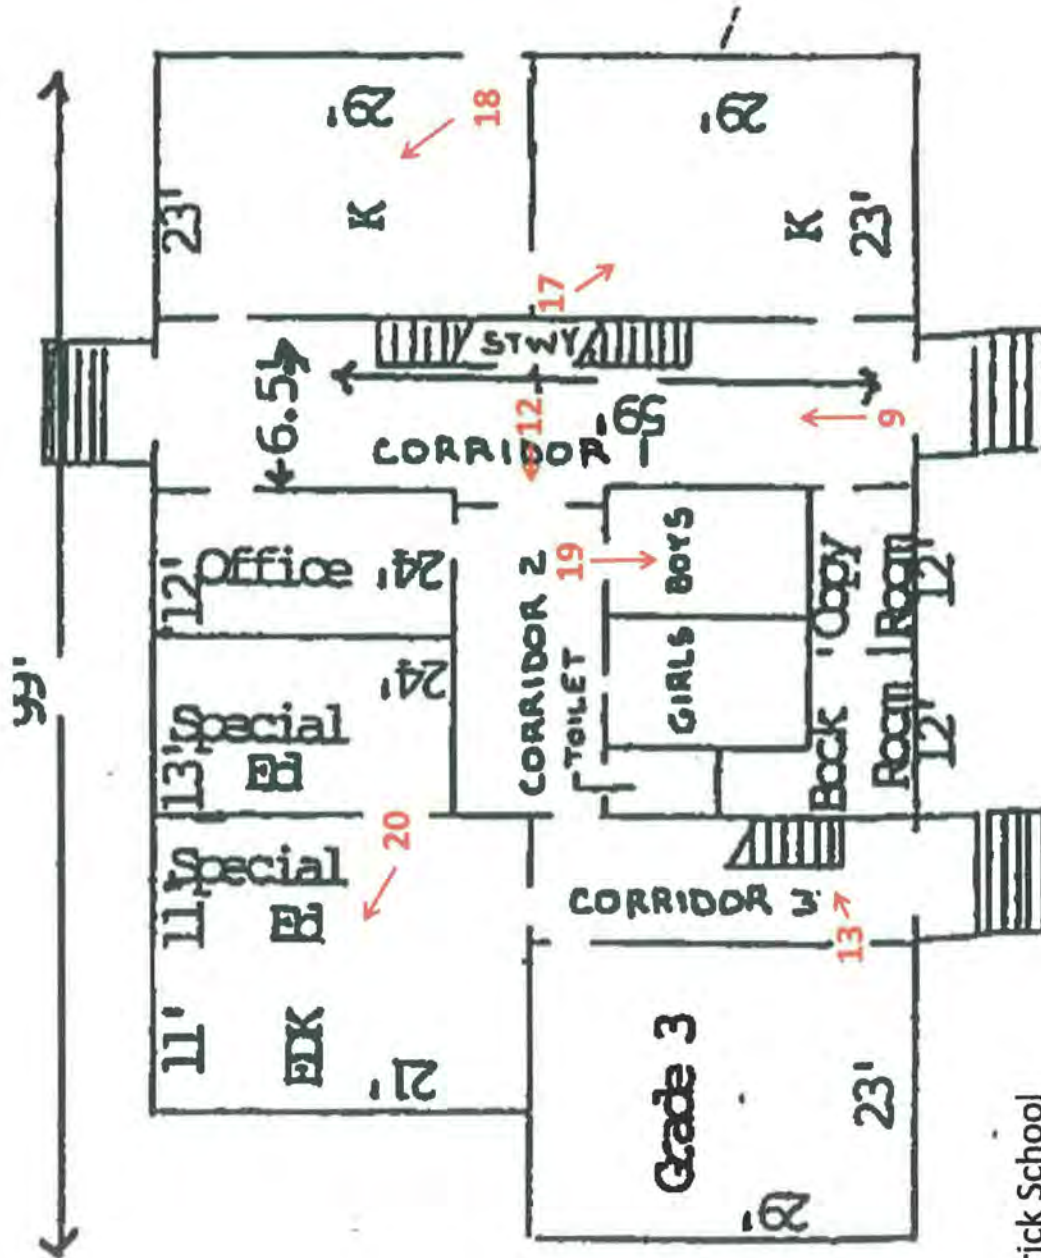 99'
23'
29'
K
18
29'
K
23'
17
STWY
6.5'
59'
12
CORRIDOR 1
9
12'
Office
24'
CORRIDOR 2
19
BOYS
GIRLS
TOILET
Copy
Room
12'
Book
Room
12'
13'
Special
Ed
24'
20
11'
Special
Ed
11'
EDK
21'
CORRIDOR 3
13
Grade 3
23'
29'
rick School